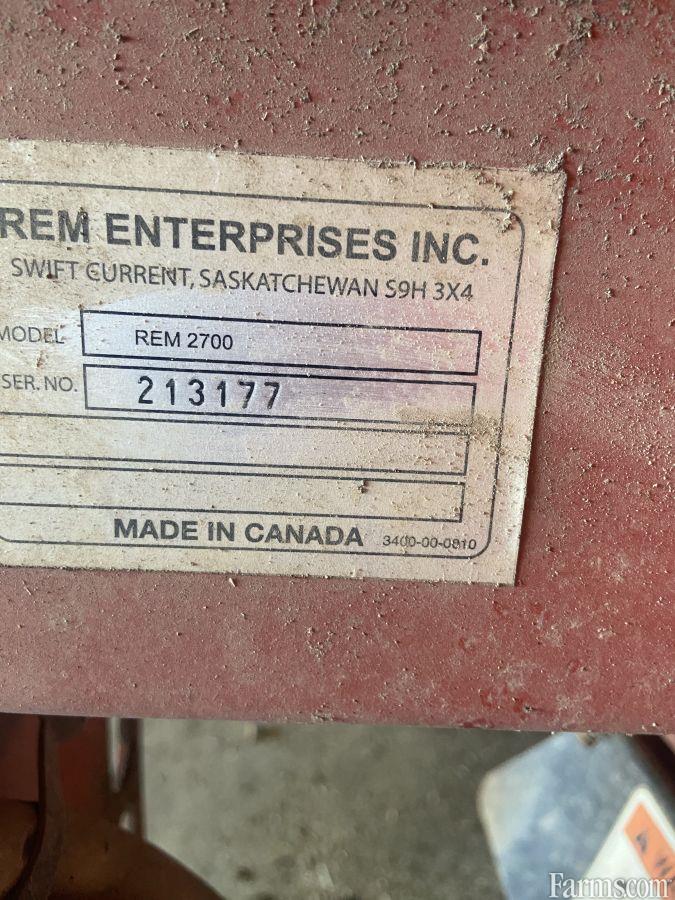 REM ENTERPRISES INC.
SWIFT CURRENT, SASKATCHEWAN S9H 3X4
MODEL REM 2700
SER. NO. 213177
MADE IN CANADA 3400-00-0810
Farms.com